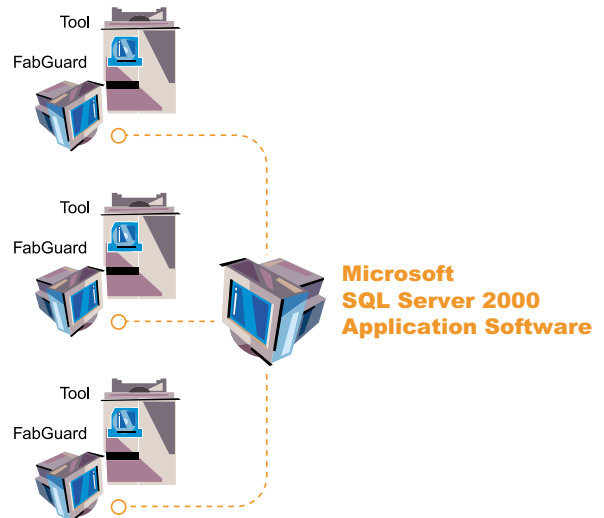 Tool
FabGuard
Tool
FabGuard
Microsoft
SQL Server 2000
Application Software
Tool
FabGuard